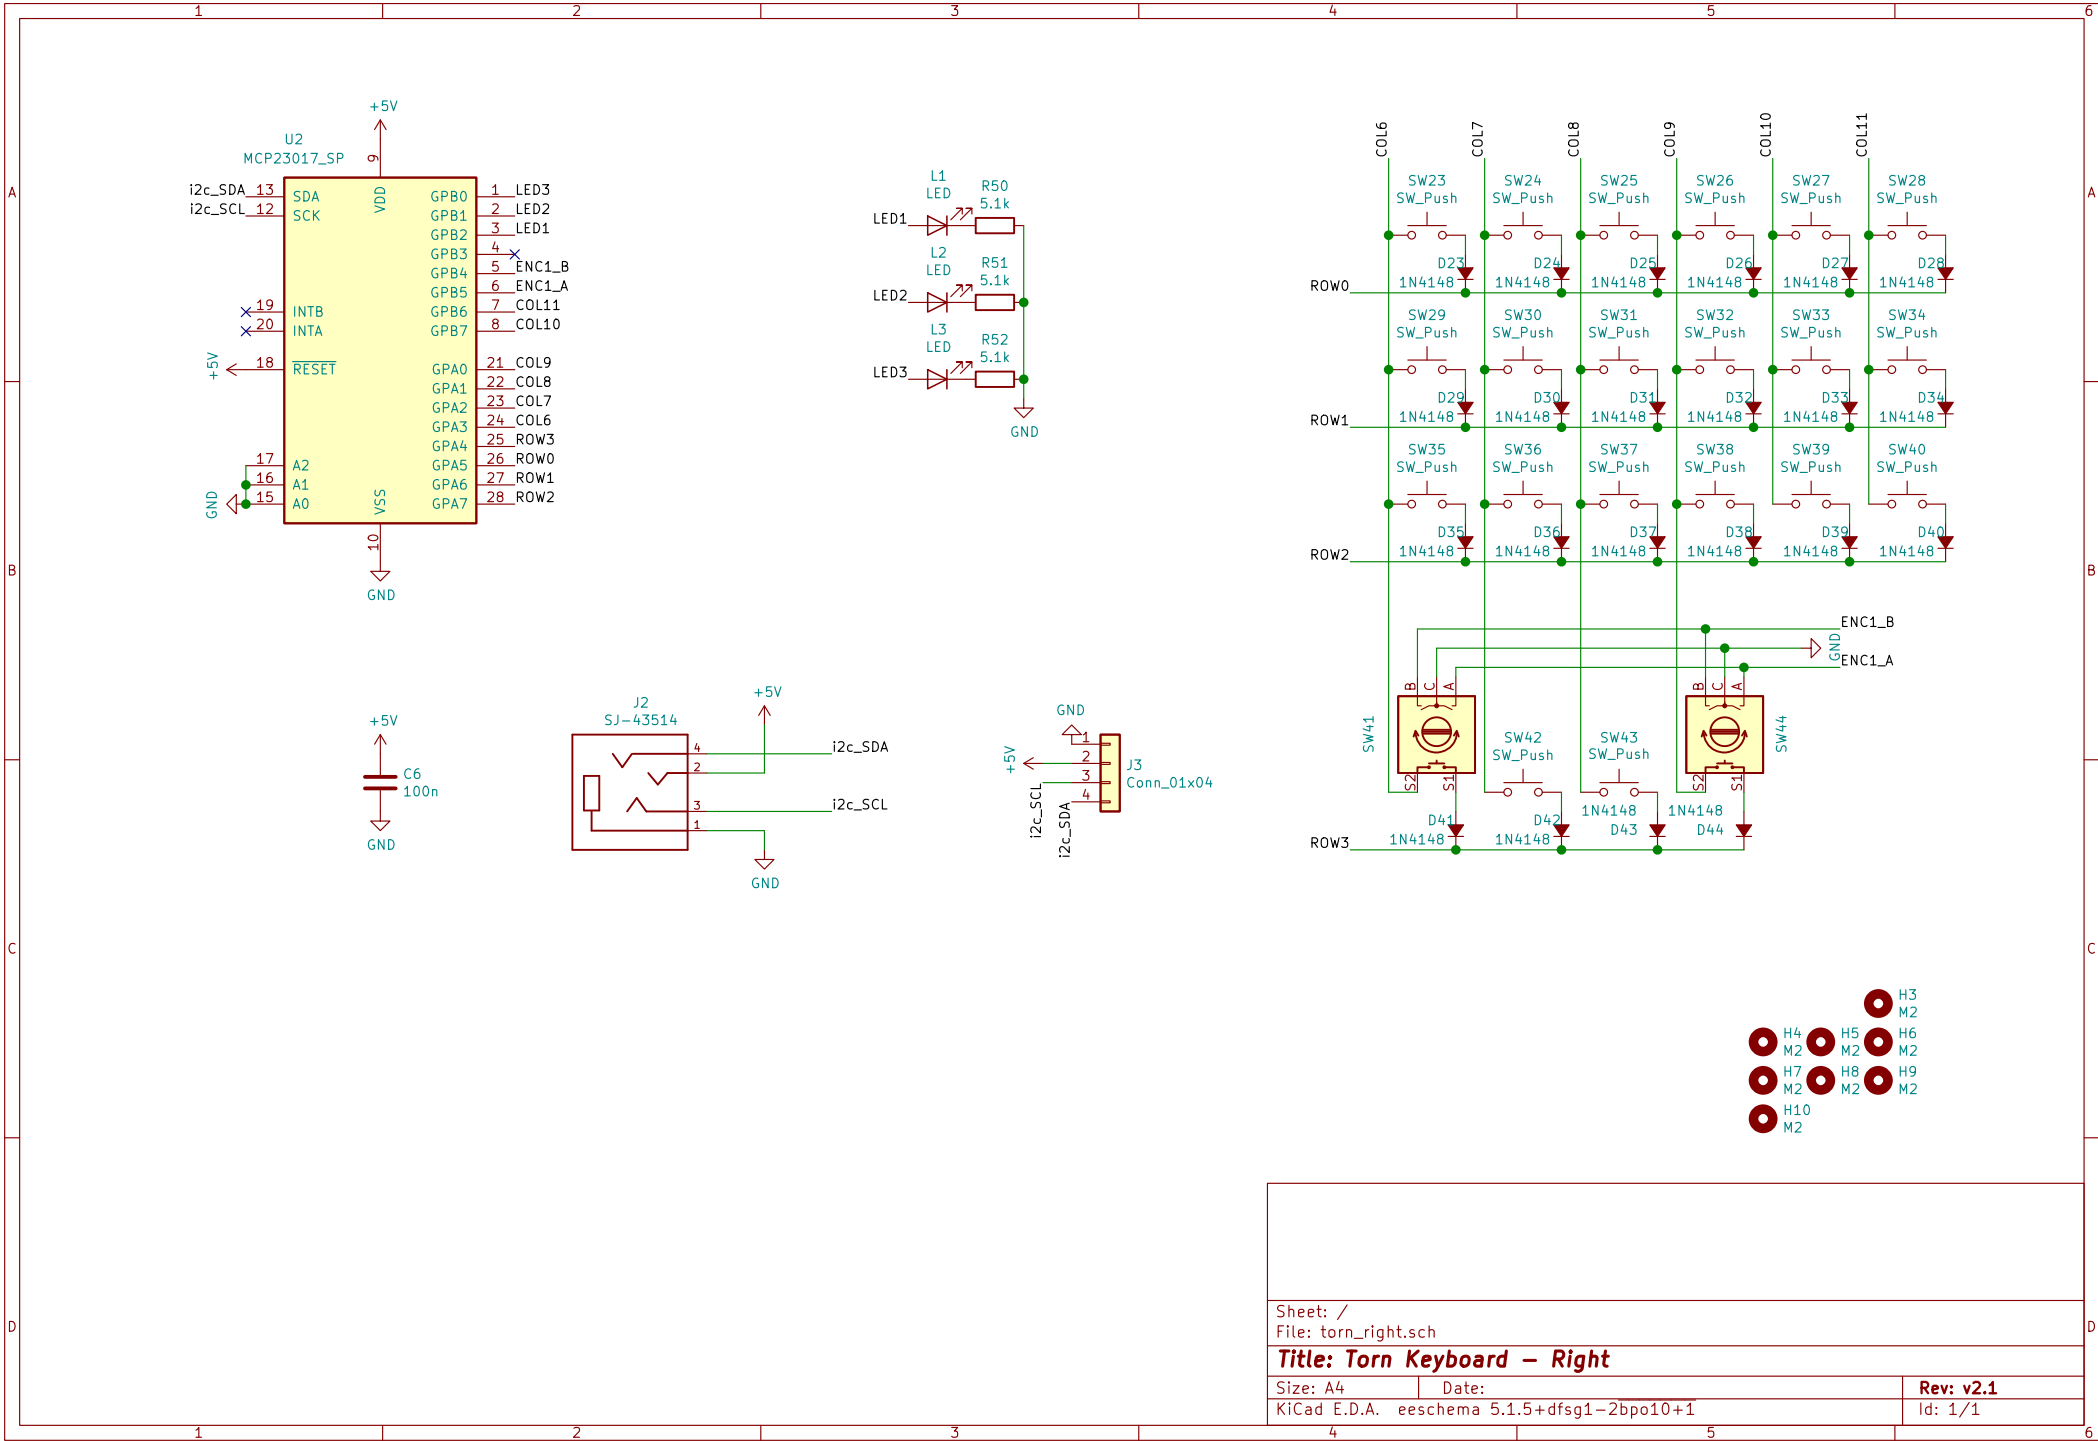 1 2 3 4 5 6
A
B
C
D
A
B
C
D
+5V
U2
MCP23017_SP
9
VDD
i2c_SDA 13 SDA
i2c_SCL 12 SCK
19 INTB
20 INTA
+5V 18 RESET
17 A2
16 A1
GND 15 A0
VSS
10
GND
GPB0 1 LED3
GPB1 2 LED2
GPB2 3 LED1
GPB3 4
GPB4 5 ENC1_B
GPB5 6 ENC1_A
GPB6 7 COL11
GPB7 8 COL10
GPA0 21 COL9
GPA1 22 COL8
GPA2 23 COL7
GPA3 24 COL6
GPA4 25 ROW3
GPA5 26 ROW0
GPA6 27 ROW1
GPA7 28 ROW2
L1
LED
R50
5.1k
LED1
L2
LED
R51
5.1k
LED2
L3
LED
R52
5.1k
LED3
GND
COL6 COL7 COL8 COL9 COL10 COL11
SW23 SW24 SW25 SW26 SW27 SW28
SW_Push SW_Push SW_Push SW_Push SW_Push SW_Push
D23 D24 D25 D26 D27 D28
1N4148 1N4148 1N4148 1N4148 1N4148 1N4148
ROW0
SW29 SW30 SW31 SW32 SW33 SW34
SW_Push SW_Push SW_Push SW_Push SW_Push SW_Push
D29 D30 D31 D32 D33 D34
1N4148 1N4148 1N4148 1N4148 1N4148 1N4148
ROW1
SW35 SW36 SW37 SW38 SW39 SW40
SW_Push SW_Push SW_Push SW_Push SW_Push SW_Push
D35 D36 D37 D38 D39 D40
1N4148 1N4148 1N4148 1N4148 1N4148 1N4148
ROW2
ENC1_B
GND
ENC1_A
B C A
B C A
SW41
SW44
SW42 SW43
SW_Push SW_Push
S2 S1
S2 S1
D41 D42
1N4148 1N4148
1N4148 1N4148
D43 D44
ROW3
+5V
C6
100n
GND
J2
SJ-43514
+5V
4 i2c_SDA
2
3 i2c_SCL
1
GND
GND
+5V
1
2
3
4
i2c_SCL
i2c_SDA
J3
Conn_01x04
H3
M2
H4 H5 H6
M2 M2 M2
H7 H8 H9
M2 M2 M2
H10
M2
Sheet: /
File: torn_right.sch
Title: Torn Keyboard - Right
Size: A4 Date: Rev: v2.1
KiCad E.D.A. eeschema 5.1.5+dfsg1-2bpo10+1 Id: 1/1
1 2 3 4 5 6